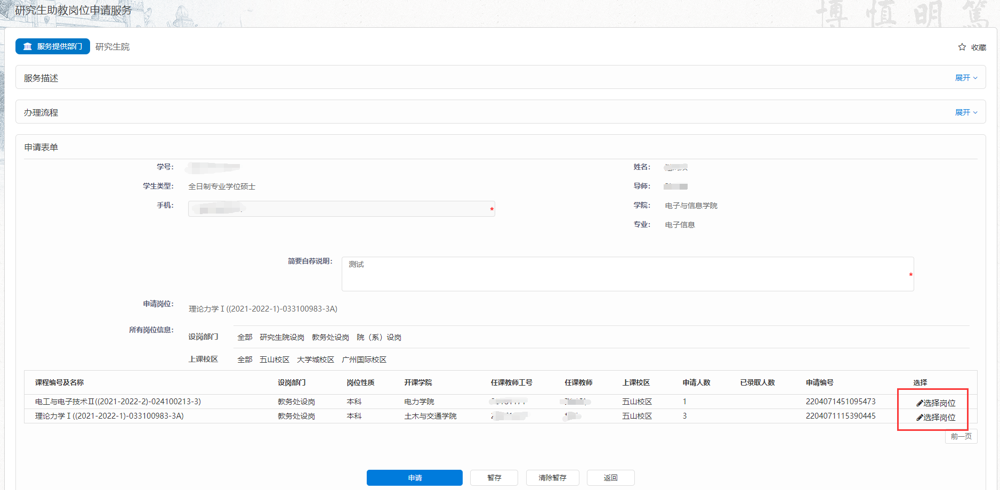 研究生助教岗位申请服务
博 慎 明 篤
服务提供部门 研究生院
收藏
服务描述 展开
办理流程 展开
申请表单
学号： 姓名：
学生类型： 全日制专业学位硕士 导师：
手机： * 学院： 电子与信息学院
专业： 电子信息
简要自荐说明： 测试 *
申请岗位： 理论力学Ⅰ((2021-2022-1)-033100983-3A)
所有岗位信息：
设岗部门 全部 研究生院设岗 教务处设岗 院（系）设岗
上课校区 全部 五山校区 大学城校区 广州国际校区
课程编号及名称 设岗部门 岗位性质 开课学院 任课教师工号 任课教师 上课校区 申请人数 已录取人数 申请编号 选择
电工与电子技术Ⅱ((2021-2022-2)-024100213-3) 教务处设岗 本科 电力学院 五山校区 1 2204071451095473 选择岗位
理论力学Ⅰ((2021-2022-1)-033100983-3A) 教务处设岗 本科 土木与交通学院 五山校区 3 2204071115390445 选择岗位
前一页
申请 暂存 清除暂存 返回